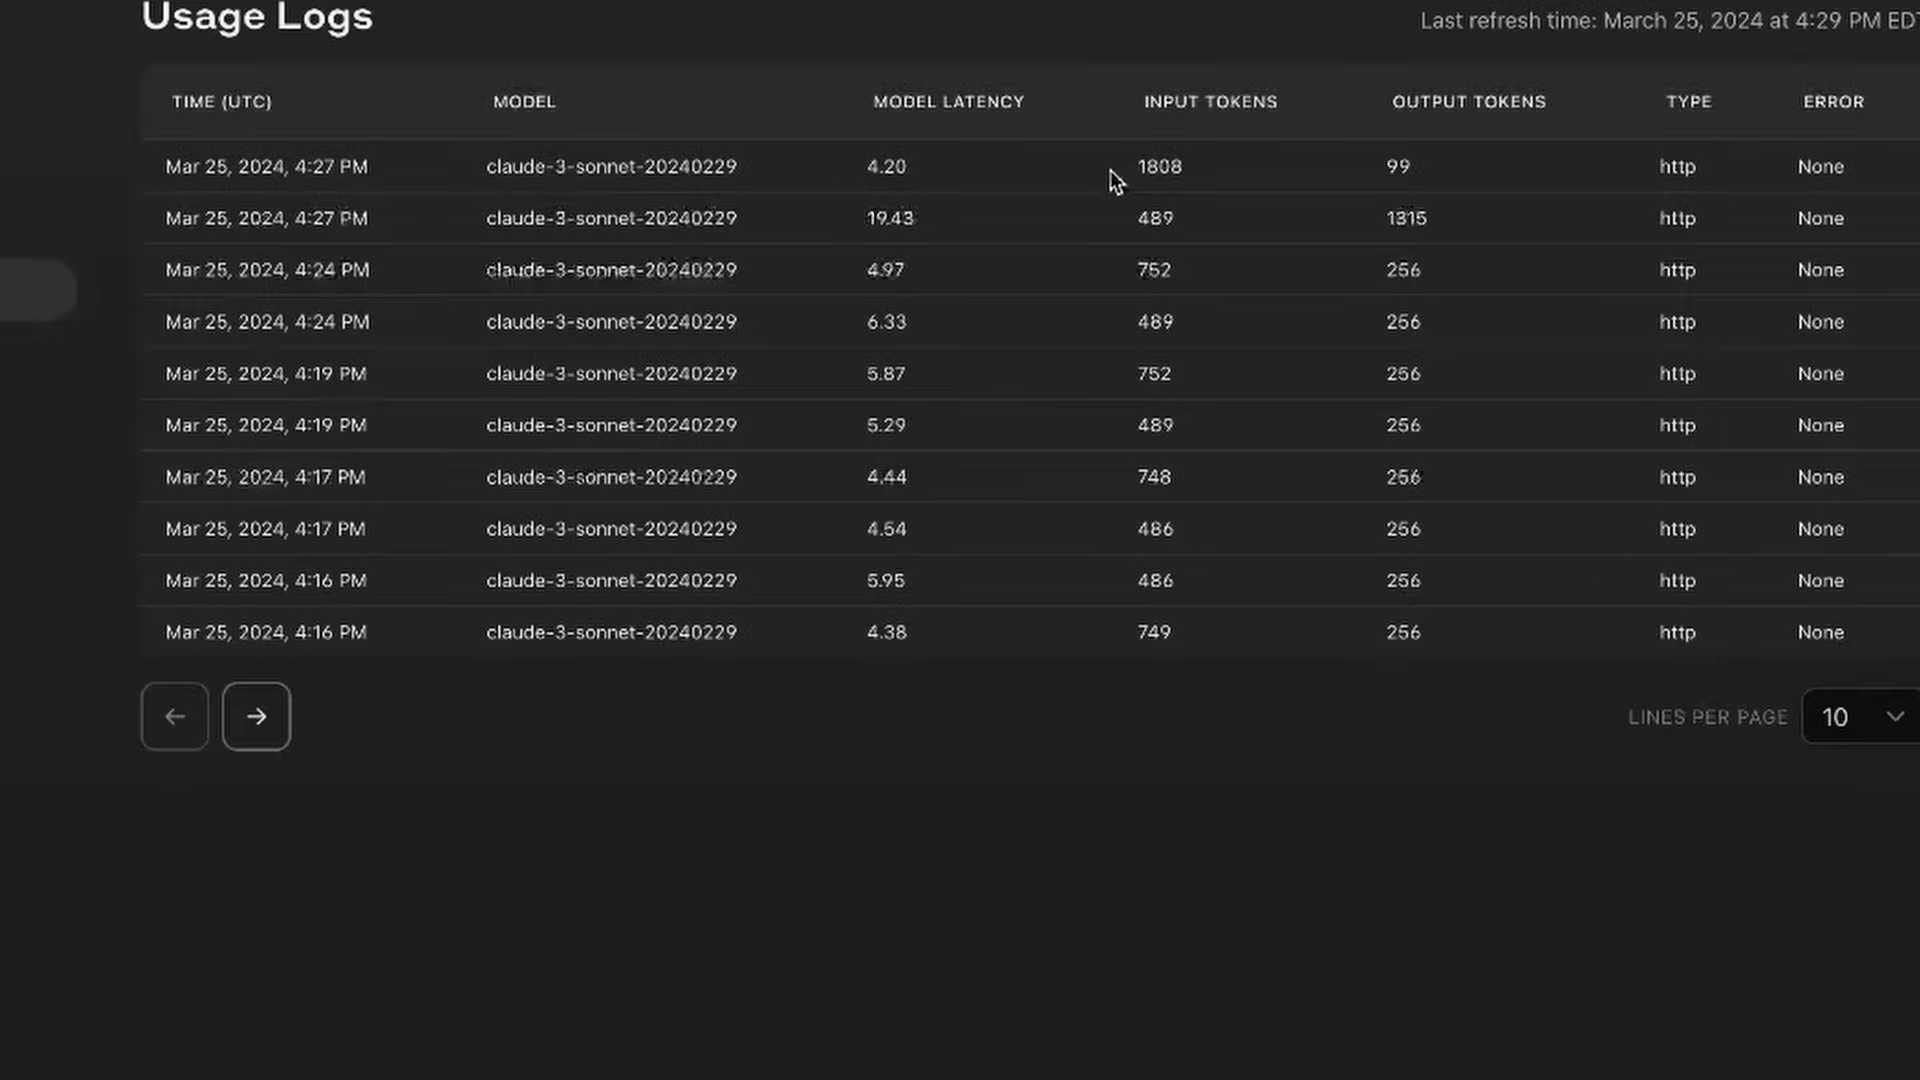 Usage Logs
Last refresh time: March 25, 2024 at 4:29 PM EDT
TIME (UTC) MODEL MODEL LATENCY INPUT TOKENS OUTPUT TOKENS TYPE ERROR
Mar 25, 2024, 4:27 PM claude-3-sonnet-20240229 4.20 1808 99 http None
Mar 25, 2024, 4:27 PM claude-3-sonnet-20240229 19.43 489 1315 http None
Mar 25, 2024, 4:24 PM claude-3-sonnet-20240229 4.97 752 256 http None
Mar 25, 2024, 4:24 PM claude-3-sonnet-20240229 6.33 489 256 http None
Mar 25, 2024, 4:19 PM claude-3-sonnet-20240229 5.87 752 256 http None
Mar 25, 2024, 4:19 PM claude-3-sonnet-20240229 5.29 489 256 http None
Mar 25, 2024, 4:17 PM claude-3-sonnet-20240229 4.44 748 256 http None
Mar 25, 2024, 4:17 PM claude-3-sonnet-20240229 4.54 486 256 http None
Mar 25, 2024, 4:16 PM claude-3-sonnet-20240229 5.95 486 256 http None
Mar 25, 2024, 4:16 PM claude-3-sonnet-20240229 4.38 749 256 http None
LINES PER PAGE 10